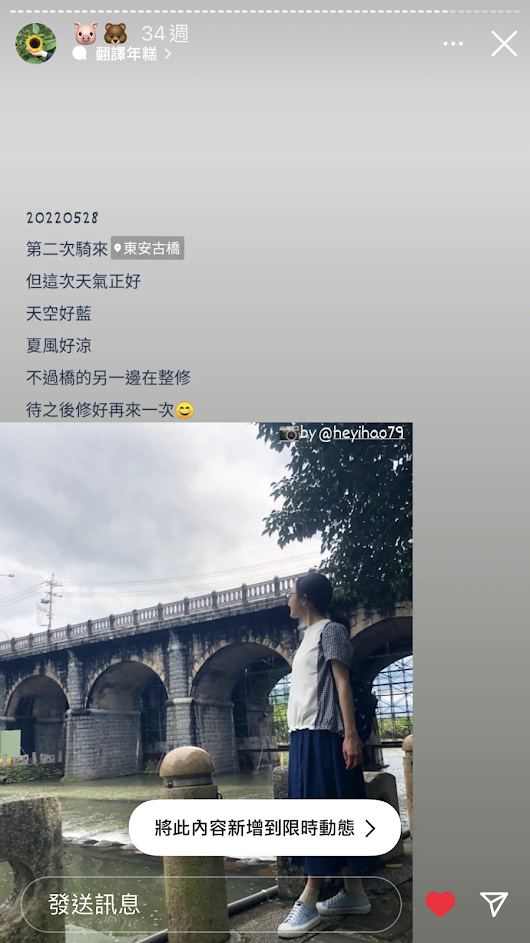 🐷🐻 34週
翻譯年糕 >
20220528
第二次騎來 東安古橋
但這次天氣正好
天空好藍
夏風好涼
不過橋的另一邊在整修
待之後修好再來一次😊
📷by @heyihao79
將此內容新增到限時動態 >
發送訊息